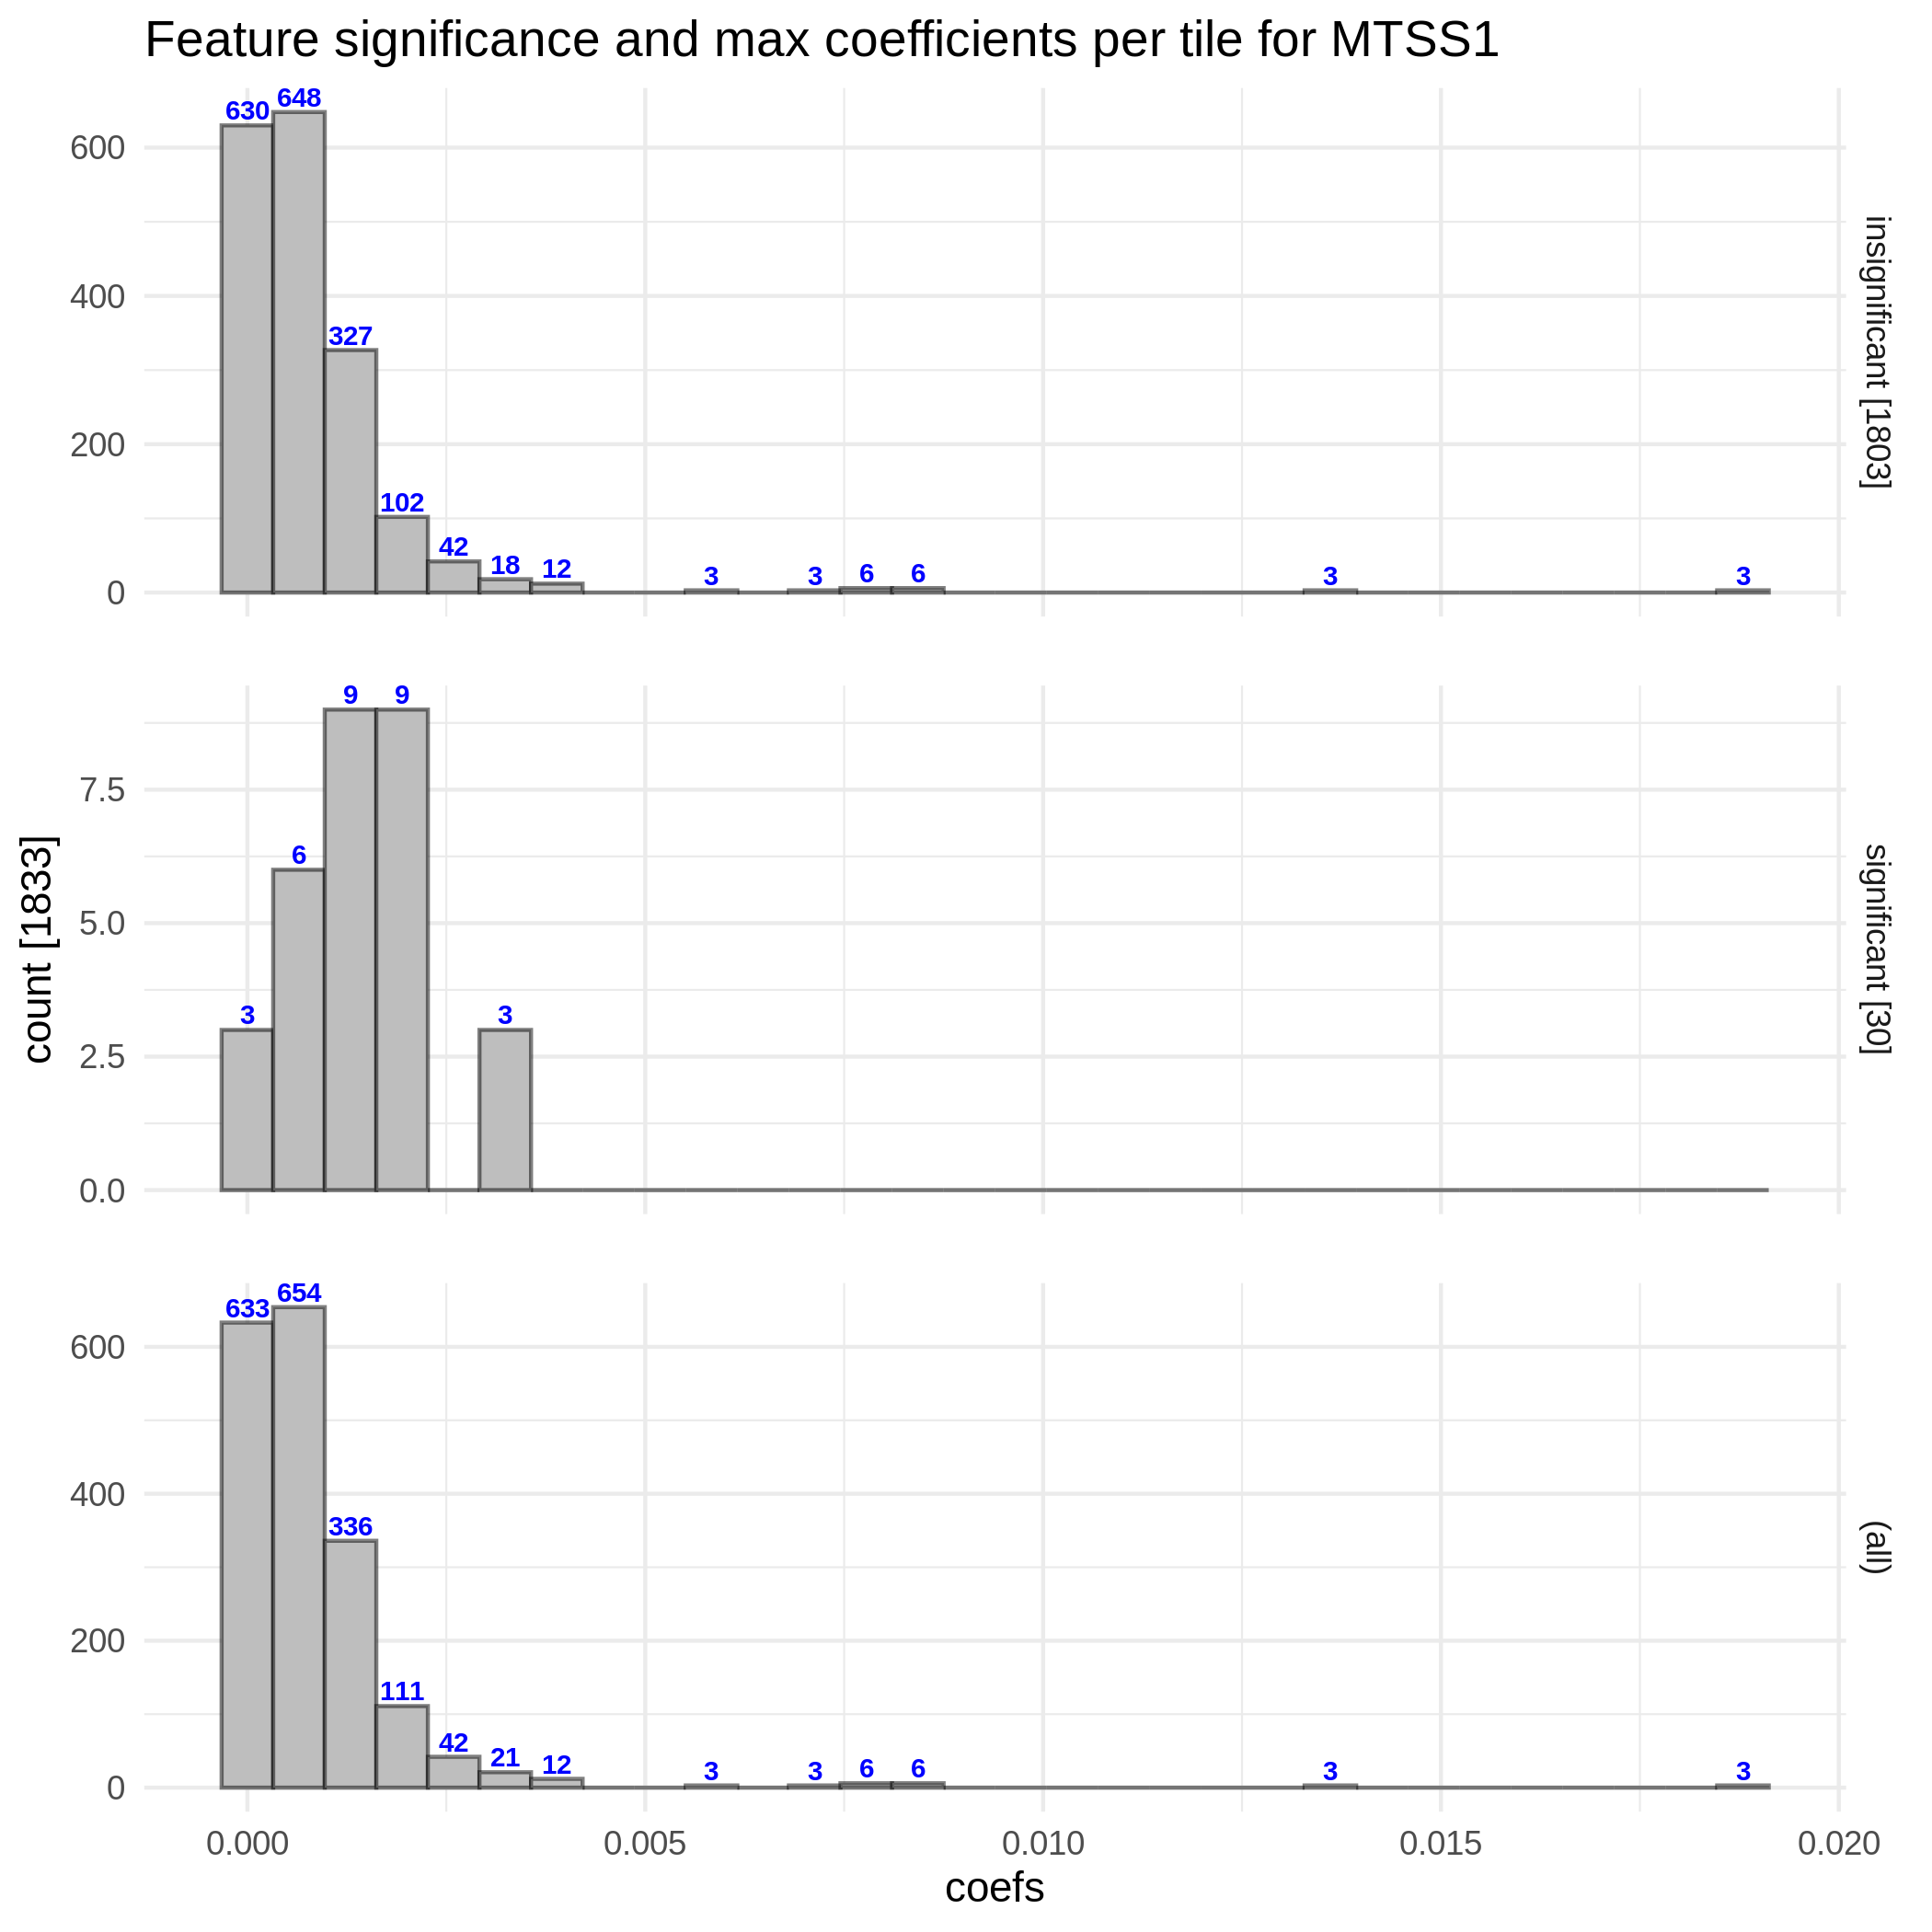 Feature significance and max coefficients per tile for MTSS1
630 648 327 102 42 18 12 3 3 6 6 3 3
600
400
200
0
insignificant [1803]
3 6 9 9 3
7.5
5.0
2.5
0.0
significant [30]
count [1833]
633 654 336 111 42 21 12 3 3 6 6 3 3
600
400
200
0
(all)
0.000 0.005 0.010 0.015 0.020
coefs